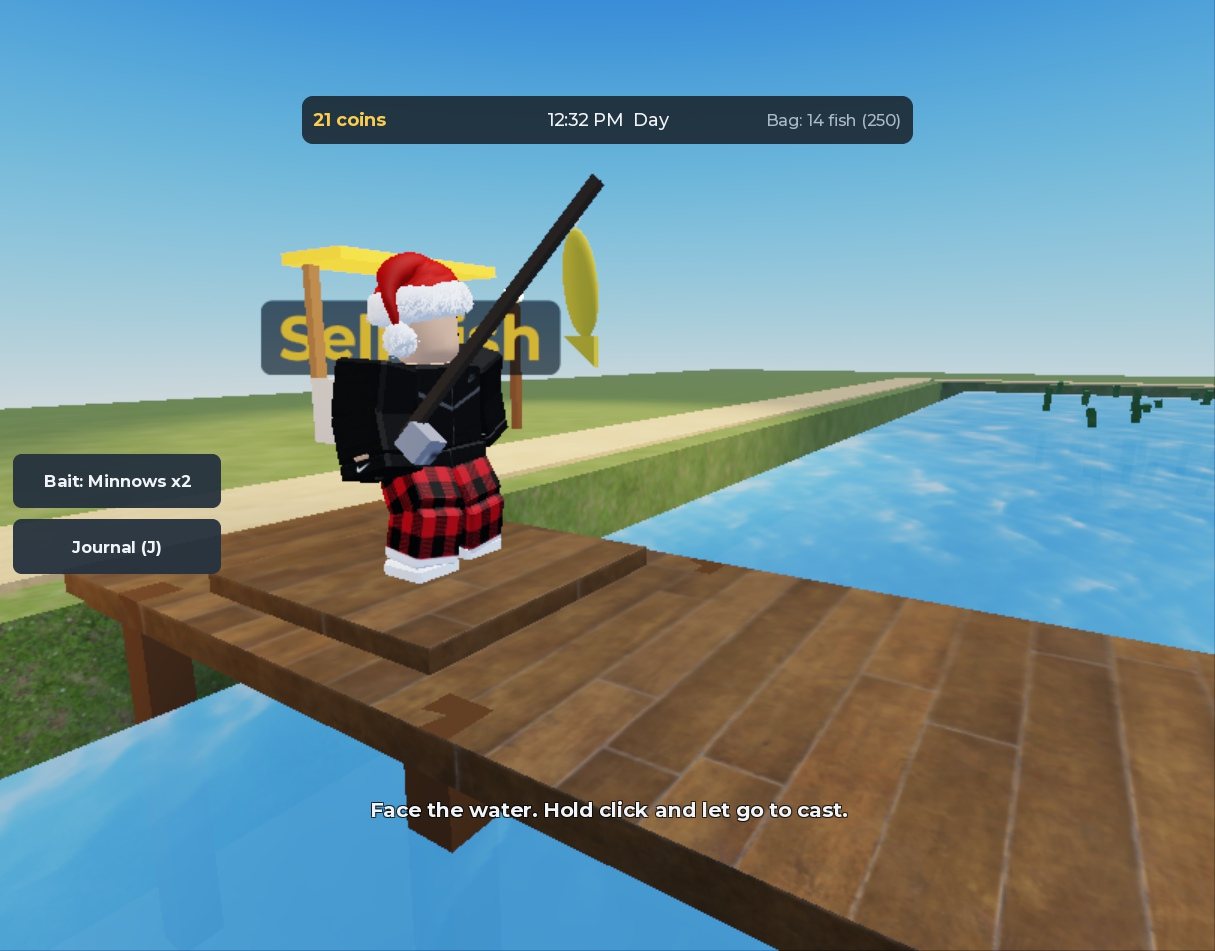 21 coins
12:32 PM Day
Bag: 14 fish (250)
Bait: Minnows x2
Journal (J)
Face the water. Hold click and let go to cast.